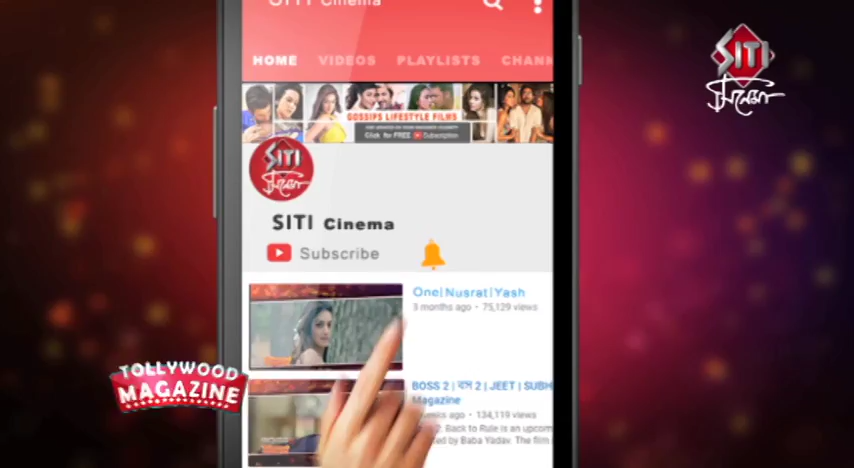 SITI Cinema
HOME VIDEOS PLAYLISTS CHAN
SITI
সিনেমা
GOSSIPS LIFESTYLE FILMS
Click for FREE Subscription
SITI
সিনেমা
SITI Cinema
Subscribe
One|Nusrat|Yash
3 months ago • 75,129 views
BOSS 2 | বস 2 | JEET | SUBH
Magazine
eeks ago • 134,119 views
2: Back to Rule is an upcom
ed by Baba Yadav. The film
TOLLYWOOD
MAGAZINE